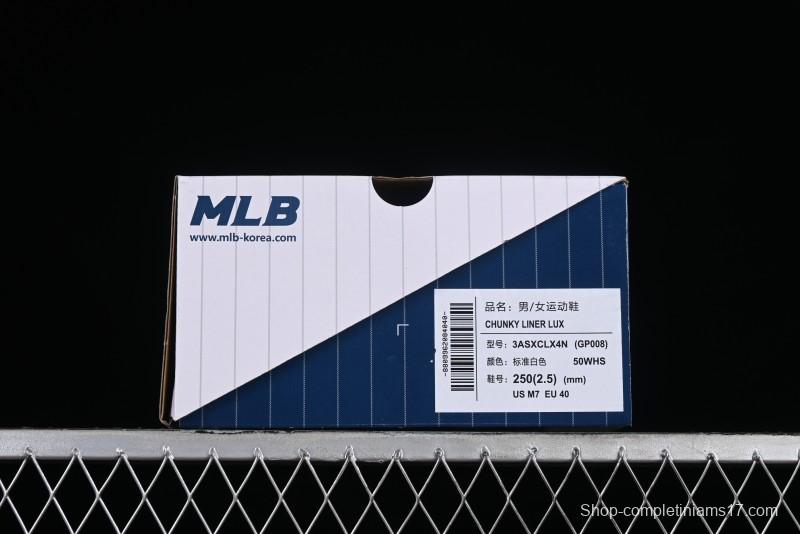 MLB
www.mlb-korea.com
品名：男/女运动鞋
CHUNKY LINER LUX
型号：3ASXCLX4N (GP008)
颜色：标准白色 50WHS
鞋号：250(2.5) (mm)
US M7 EU 40
Shop-completiniams17.com